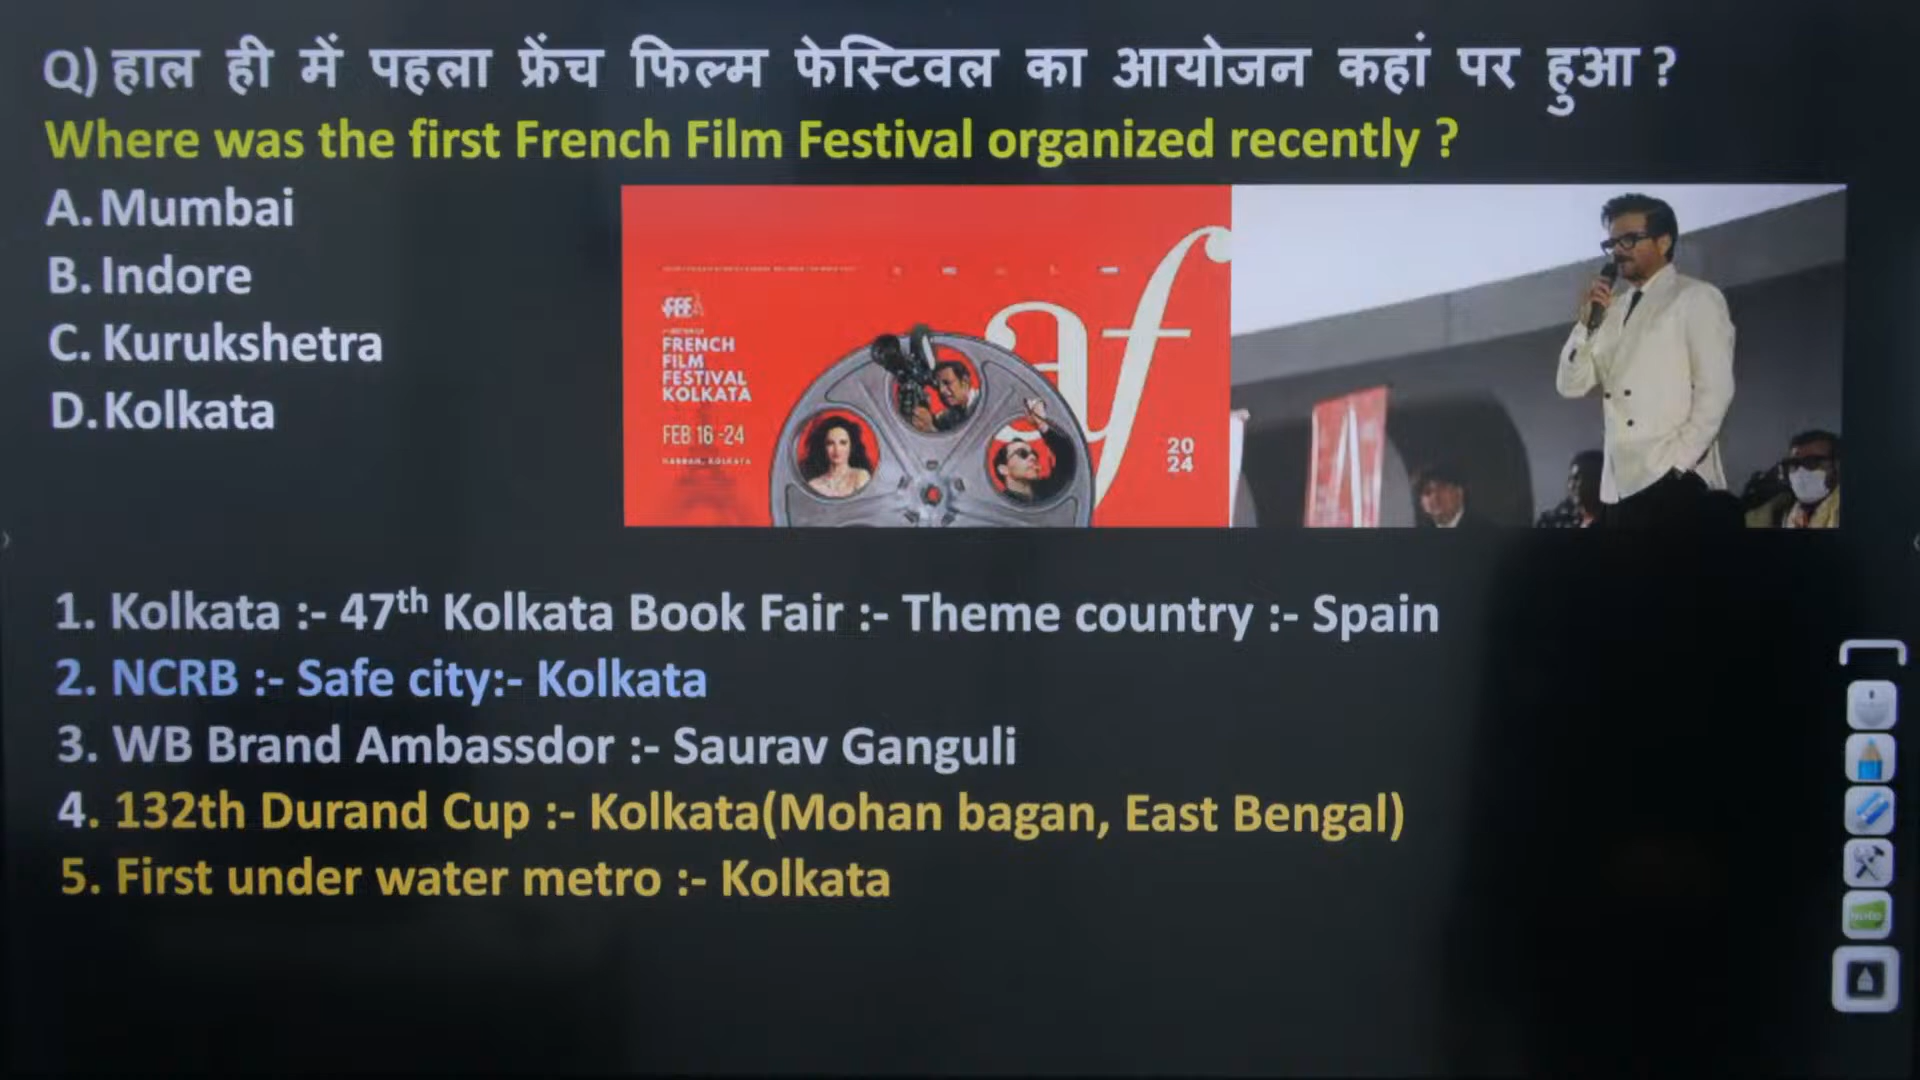 Q) हाल ही में पहला फ्रेंच फिल्म फेस्टिवल का आयोजन कहां पर हुआ ?
Where was the first French Film Festival organized recently ?
A. Mumbai
B. Indore
C. Kurukshetra
D. Kolkata
FRENCH
FILM
FESTIVAL
KOLKATA
FEB 16 -24
af
20
24
1. Kolkata :- 47th Kolkata Book Fair :- Theme country :- Spain
2. NCRB :- Safe city:- Kolkata
3. WB Brand Ambassdor :- Saurav Ganguli
4. 132th Durand Cup :- Kolkata(Mohan bagan, East Bengal)
5. First under water metro :- Kolkata